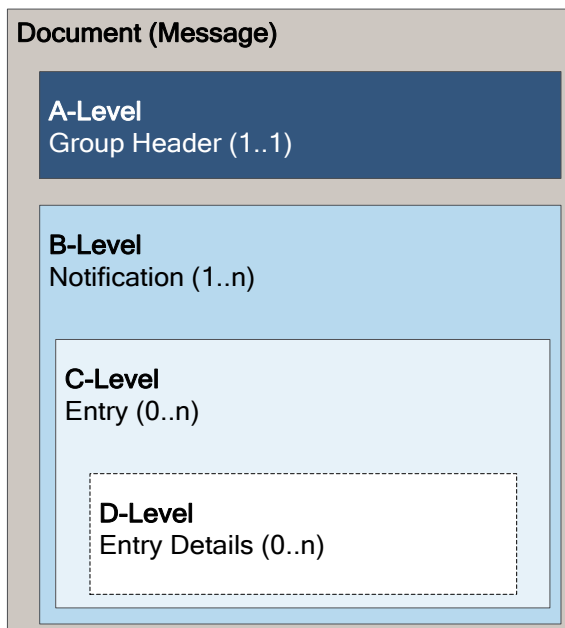 Document (Message)
A-Level
Group Header (1..1)
B-Level
Notification (1..n)
C-Level
Entry (0..n)
D-Level
Entry Details (0..n)